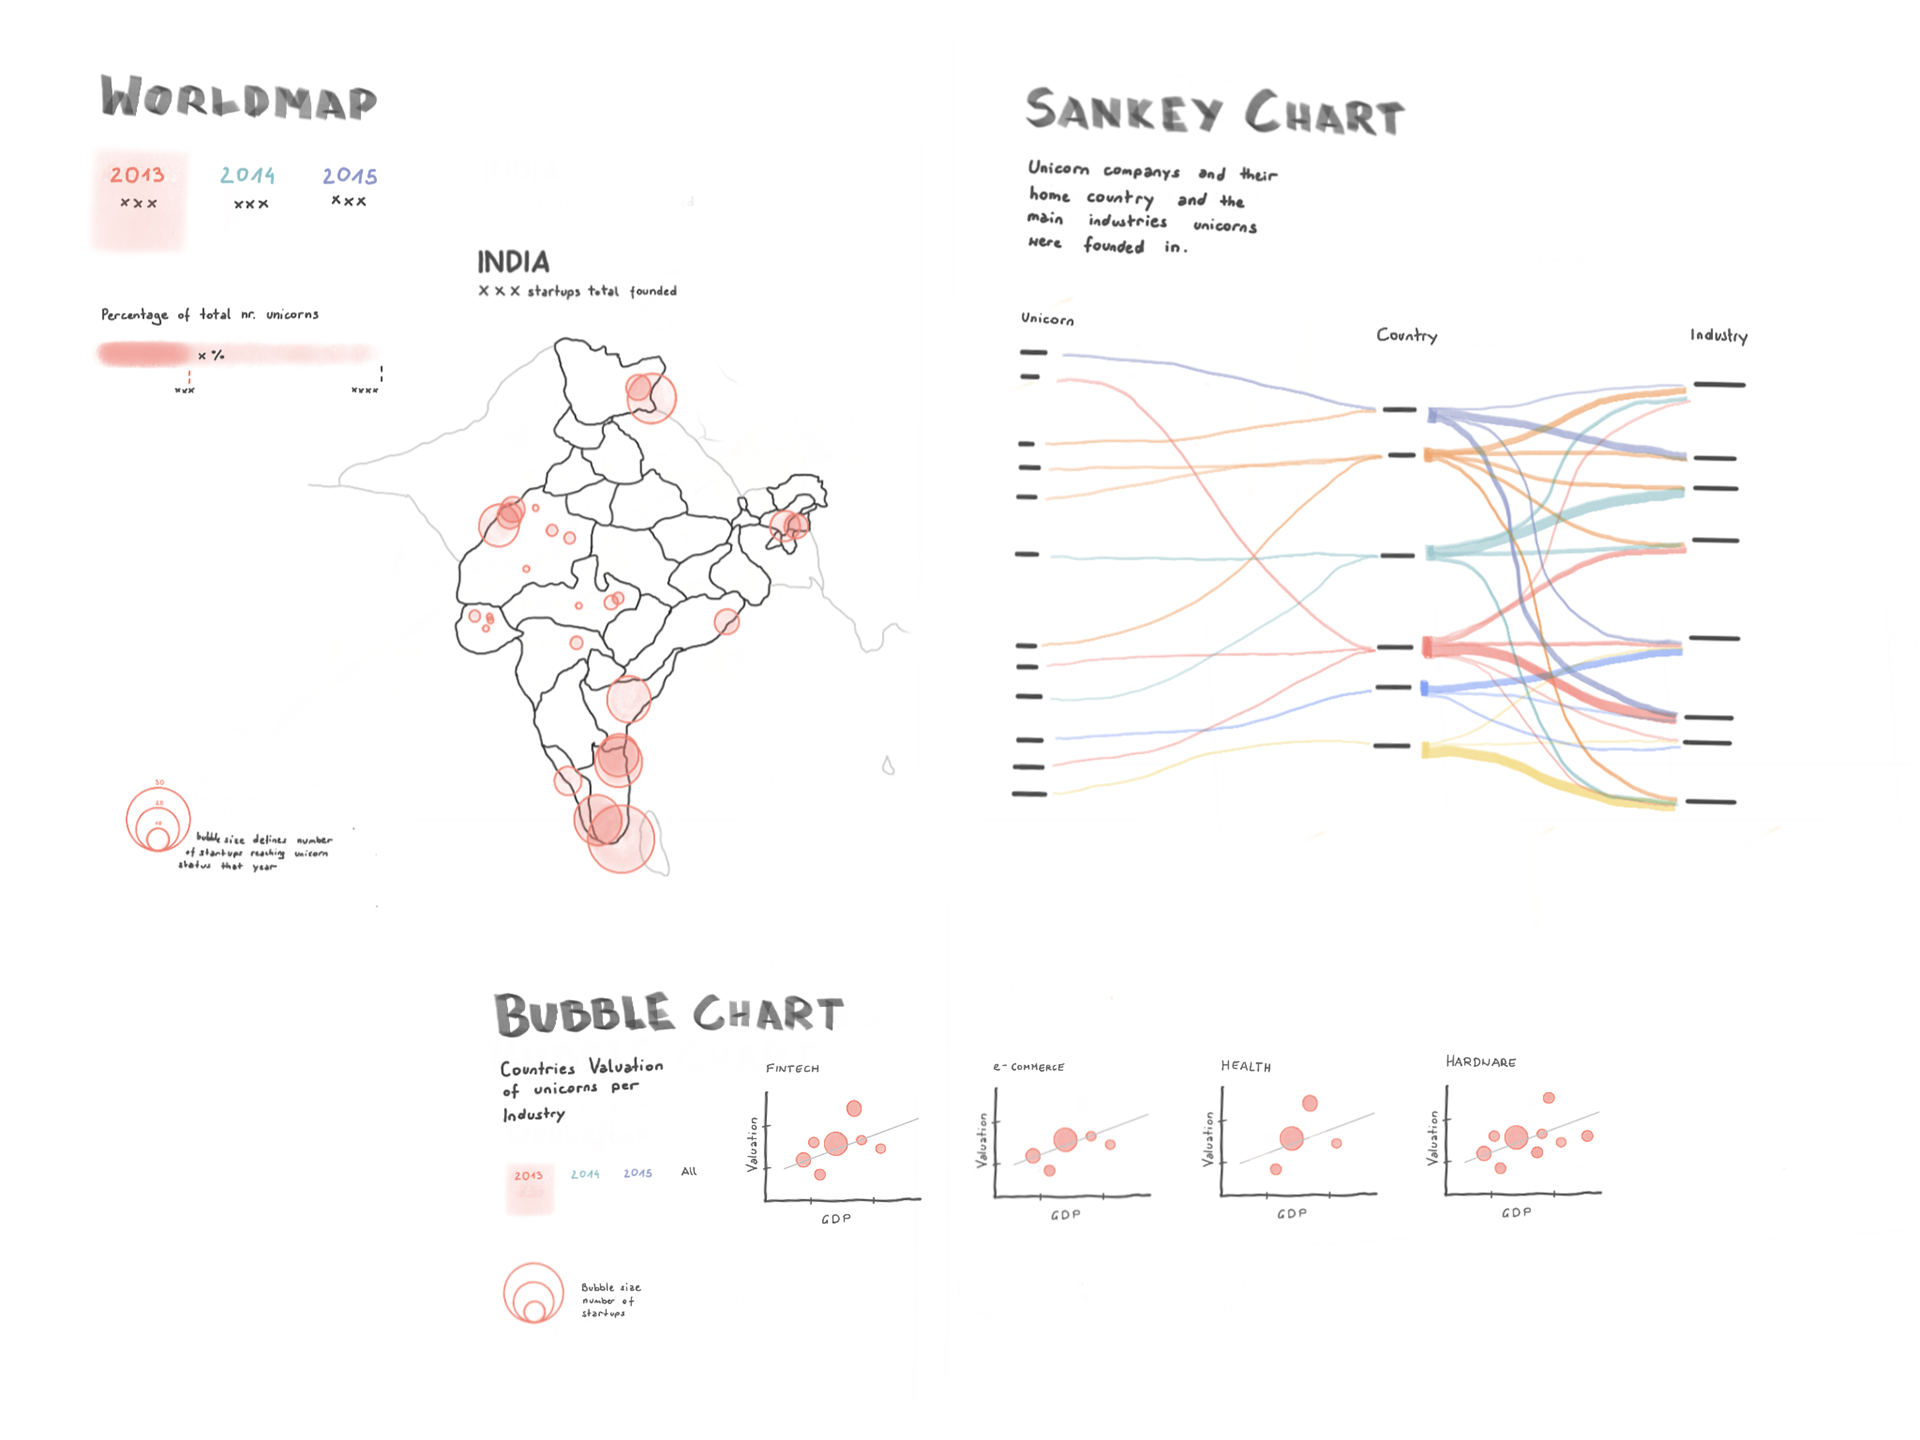 WORLDMAP
2013 2014 2015
xxx xxx xxx
INDIA
x x x startups total founded
Percentage of total nr. unicorns
x %
xxx xxxx
30
bubble size defines number
of startups reaching unicorn
status that year
SANKEY CHART
Unicorn companys and their
home country and the
main industries unicorns
were founded in.
Unicorn Country Industry
BUBBLE CHART
Countries Valuation
of unicorns per
Industry
2013 2014 2015 All
Bubble size
number of
startups
FINTECH
Valuation
GDP
e-COMMERCE
Valuation
GDP
HEALTH
Valuation
GDP
HARDWARE
Valuation
GDP